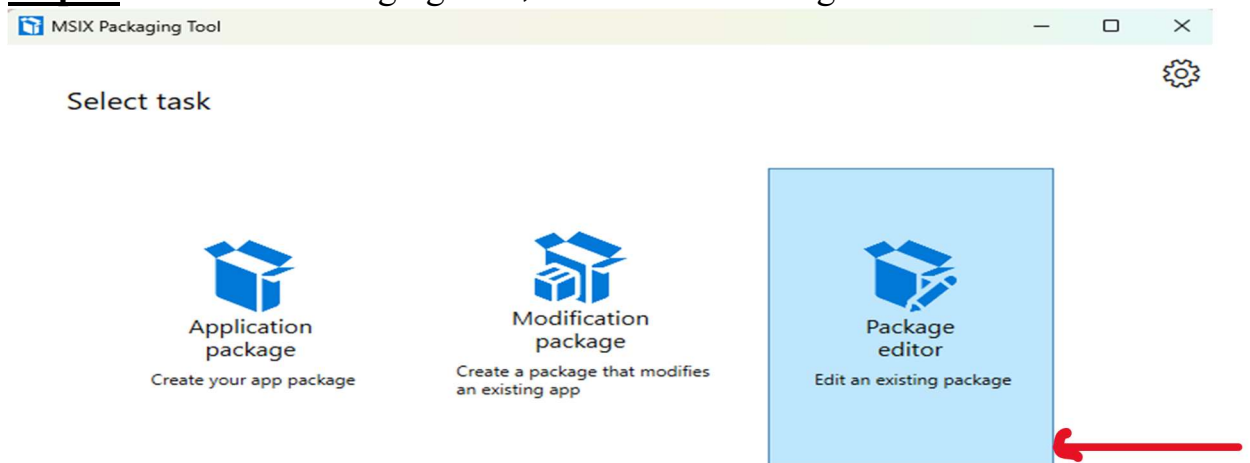 MSIX Packaging Tool
Select task
Application
package
Create your app package
Modification
package
Create a package that modifies
an existing app
Package
editor
Edit an existing package